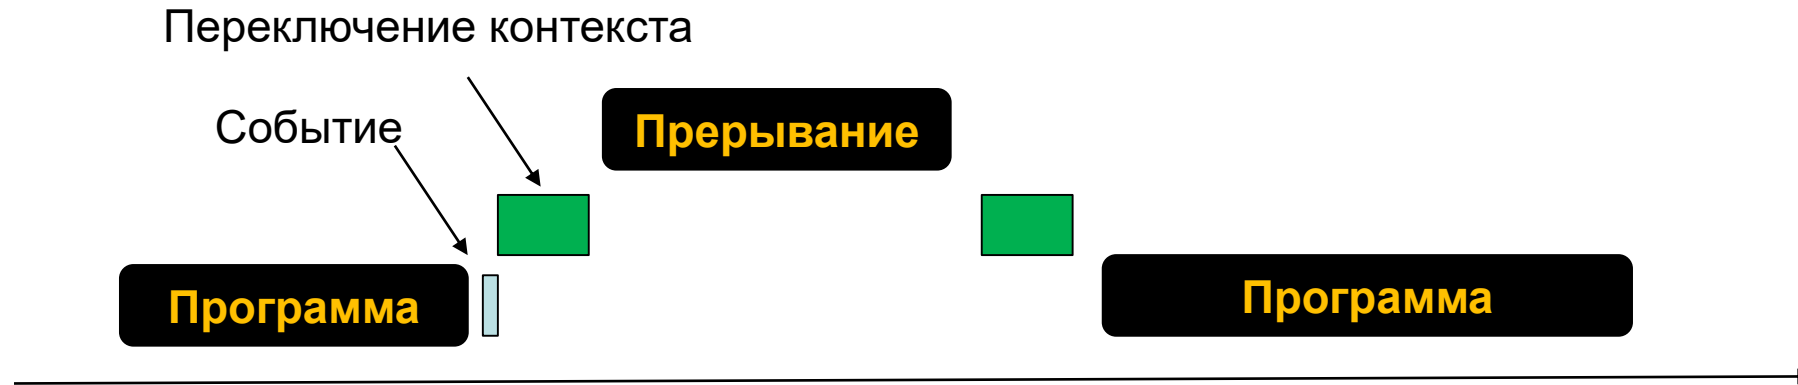 Переключение контекста
Событие
Прерывание
Программа
Программа